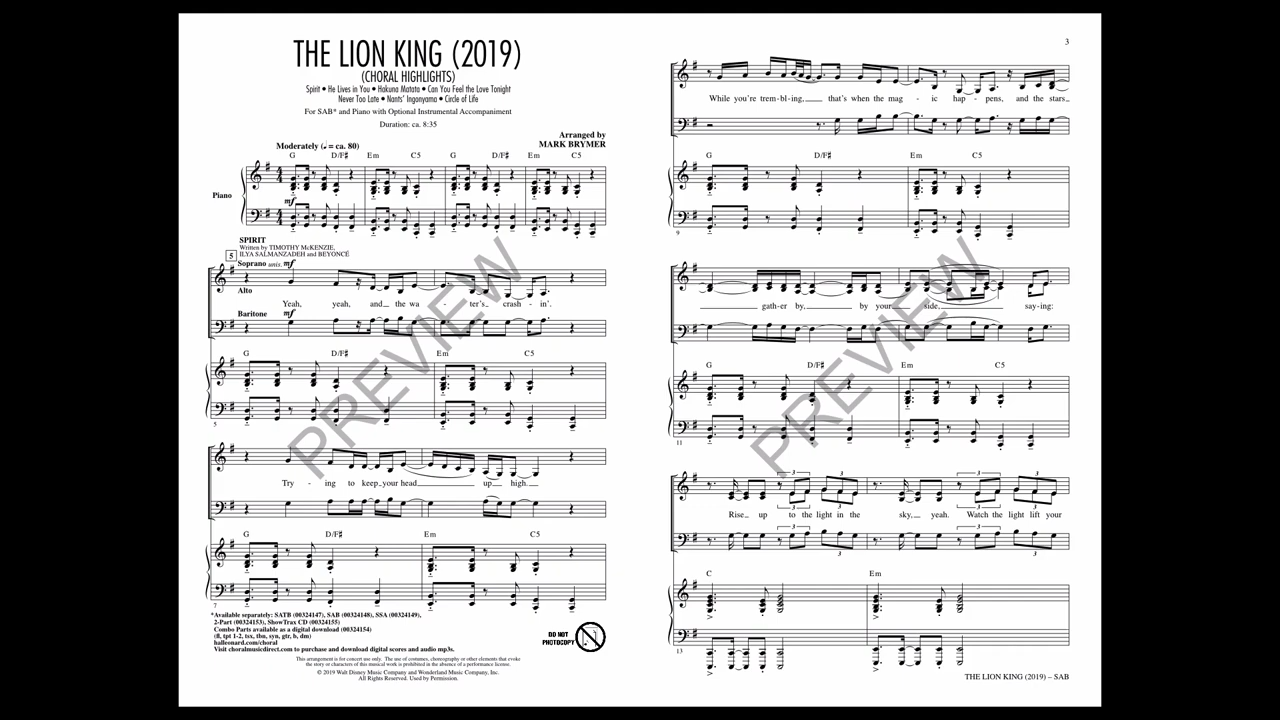 THE LION KING (2019)
(CHORAL HIGHLIGHTS)
Spirit • He Lives in You • Hakuna Matata • Can You Feel the Love Tonight
Never Too Late • Nants' Ingonyama • Circle of Life
For SAB* and Piano with Optional Instrumental Accompaniment
Duration: ca. 8:35
Arranged by
MARK BRYMER
Moderately (♩ = ca. 80)
G D/F♯ Em C5 G D/F♯ Em C5
Piano
mf
SPIRIT
Written by TIMOTHY McKENZIE,
ILYA SALMANZADEH and BEYONCÉ
5
Soprano unis. mf
Alto
Yeah, yeah, and_ the wa - ter's_ crash - in'.
Baritone mf
G D/F♯ Em C5
5
Try - ing to keep_ your head_ up_ high._
G D/F♯ Em C5
7
*Available separately: SATB (00324147), SAB (00324148), SSA (00324149),
2-Part (00324153), ShowTrax CD (00324155)
Combo Parts available as a digital download (00324154)
(fl, tpt 1-2, tsx, tbn, syn, gtr, b, dm)
halleonard.com/choral
Visit choralmusicdirect.com to purchase and download digital scores and audio mp3s.
DO NOT
PHOTOCOPY
This arrangement is for concert use only. The use of costumes, choreography or other elements that evoke
the story or characters of this musical work is prohibited in the absence of a performance license.
© 2019 Walt Disney Music Company and Wonderland Music Company, Inc.
All Rights Reserved. Used by Permission.
PREVIEW
3
While you're trem-bl-ing,_ that's when the mag - ic hap - pens, and the stars_
G D/F♯ Em C5
9
gath-er by,_ by your_ side,_ say-ing:
G D/F♯ Em C5
11
3 3 3 3
Rise_ up to the light in the sky,_ yeah. Watch the light lift your
3 3 3 3
C Em
13
THE LION KING (2019) – SAB
PREVIEW